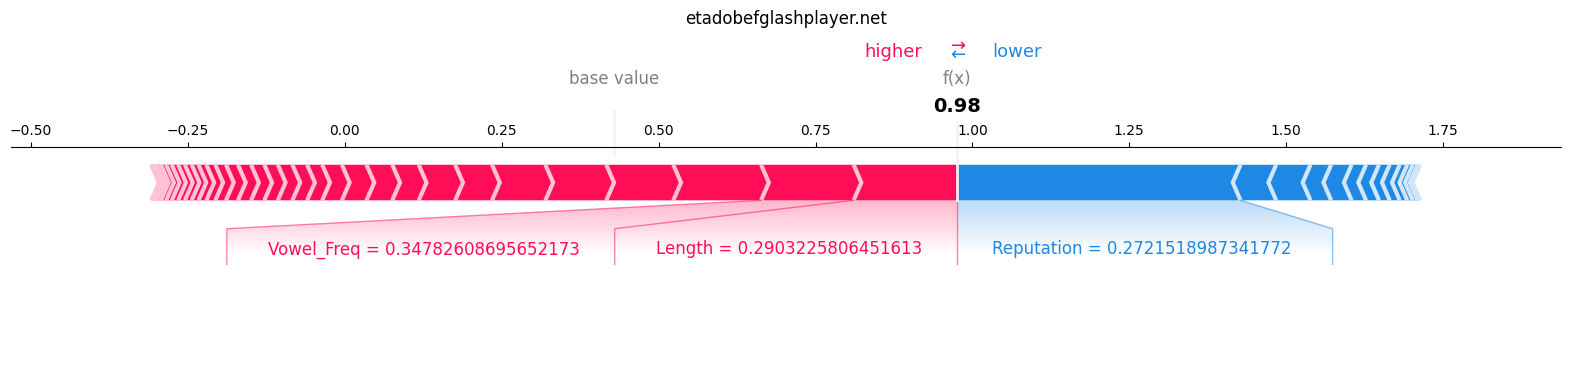 etadobefglashplayer.net
higher → ← lower
base value f(x)
0.98
−0.50 −0.25 0.00 0.25 0.50 0.75 1.00 1.25 1.50 1.75
Vowel_Freq = 0.34782608695652173 Length = 0.2903225806451613 Reputation = 0.2721518987341772